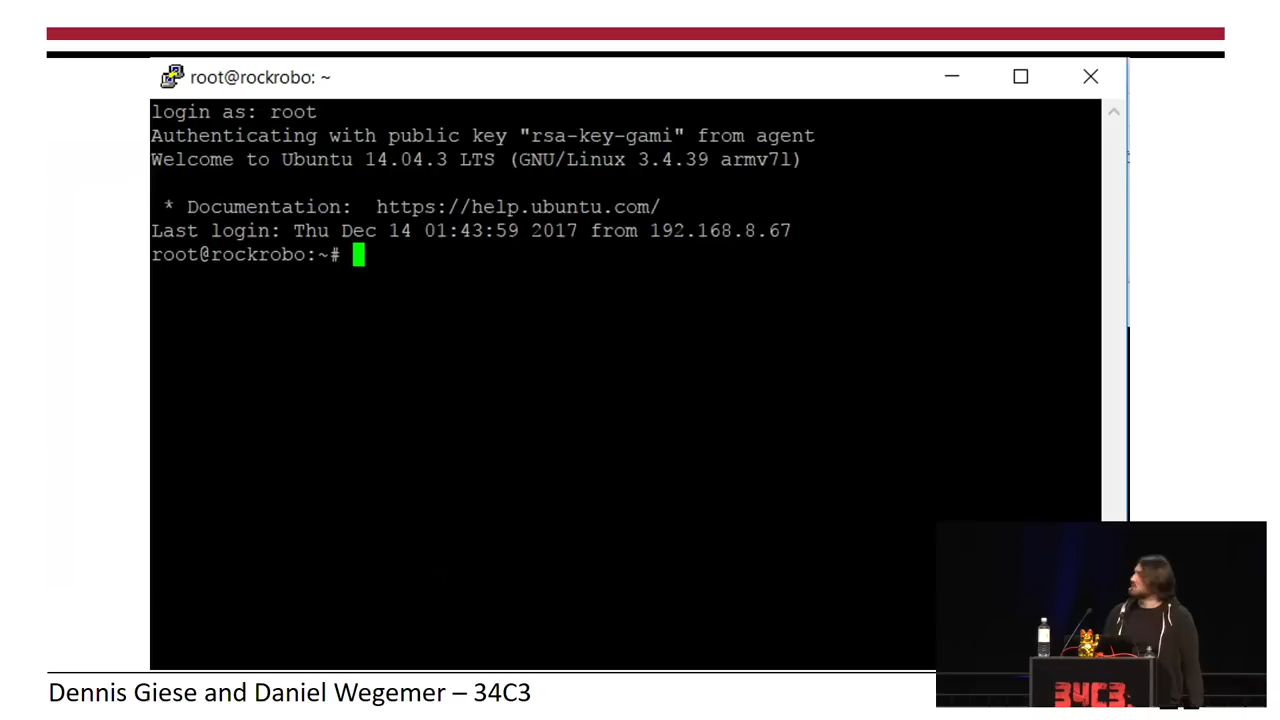 root@rockrobo: ~
login as: root
Authenticating with public key "rsa-key-gami" from agent
Welcome to Ubuntu 14.04.3 LTS (GNU/Linux 3.4.39 armv7l)
* Documentation:  https://help.ubuntu.com/
Last login: Thu Dec 14 01:43:59 2017 from 192.168.8.67
root@rockrobo:~#
34C3
Dennis Giese and Daniel Wegemer – 34C3